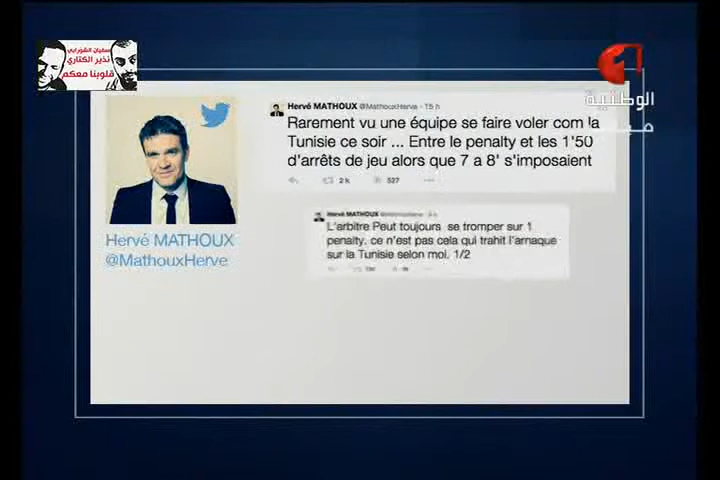 سفيان الشورابي
نذير الكتاري
قلوبنا معكم
الوطنية
Hervé MATHOUX @MathouxHerve · 15 h
Rarement vu une équipe se faire voler com la
Tunisie ce soir ... Entre le penalty et les 1'50
d'arrêts de jeu alors que 7 a 8' s'imposaient
2 k 527
Hervé MATHOUX
L'arbitre Peut toujours se tromper sur 1
penalty. ce n'est pas cela qui trahit l'arnaque
sur la Tunisie selon moi. 1/2
Hervé MATHOUX
@MathouxHerve